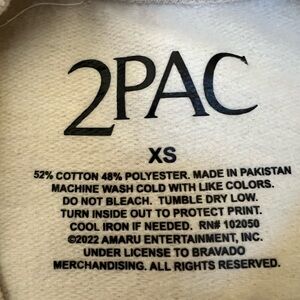 2PAC
XS
52% COTTON 48% POLYESTER. MADE IN PAKISTAN
MACHINE WASH COLD WITH LIKE COLORS.
DO NOT BLEACH. TUMBLE DRY LOW.
TURN INSIDE OUT TO PROTECT PRINT.
COOL IRON IF NEEDED. RN# 102050
©2022 AMARU ENTERTAINMENT, INC.
UNDER LICENSE TO BRAVADO
MERCHANDISING. ALL RIGHTS RESERVED.